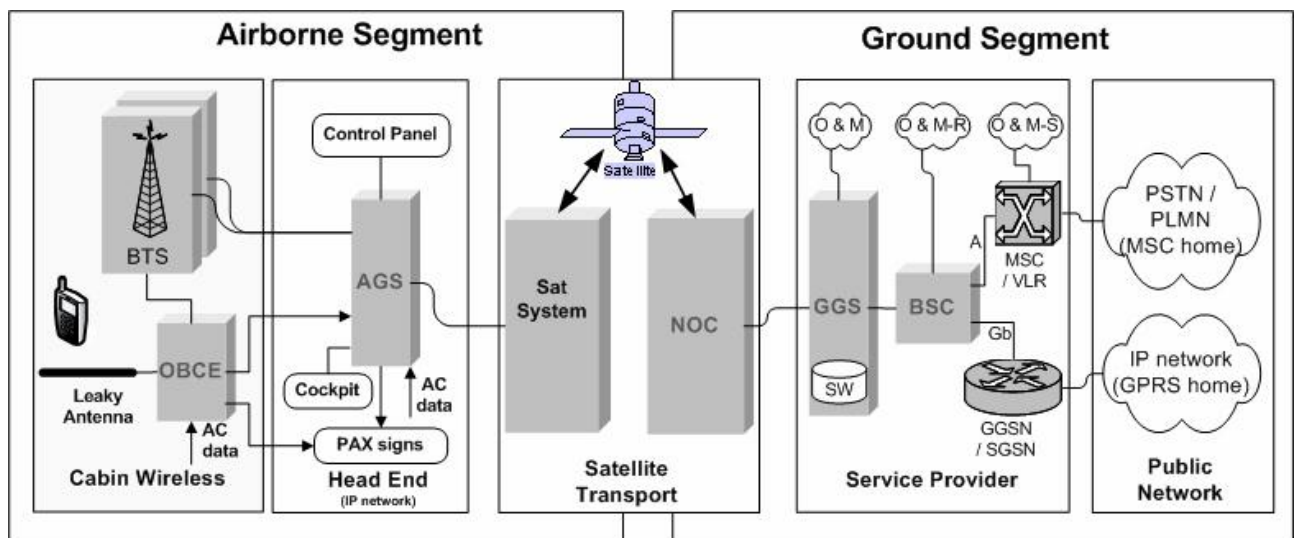 Airborne Segment
Ground Segment
BTS
OBCE
Leaky
Antenna
AC
data
Cabin Wireless
Control Panel
AGS
Cockpit
AC
data
PAX signs
Head End
(IP network)
Satellite
Sat
System
NOC
Satellite
Transport
O & M
O & M-R
O & M-S
GGS
SW
BSC
A
Gb
MSC
/ VLR
GGSN
/ SGSN
Service Provider
PSTN /
PLMN
(MSC home)
IP network
(GPRS home)
Public
Network